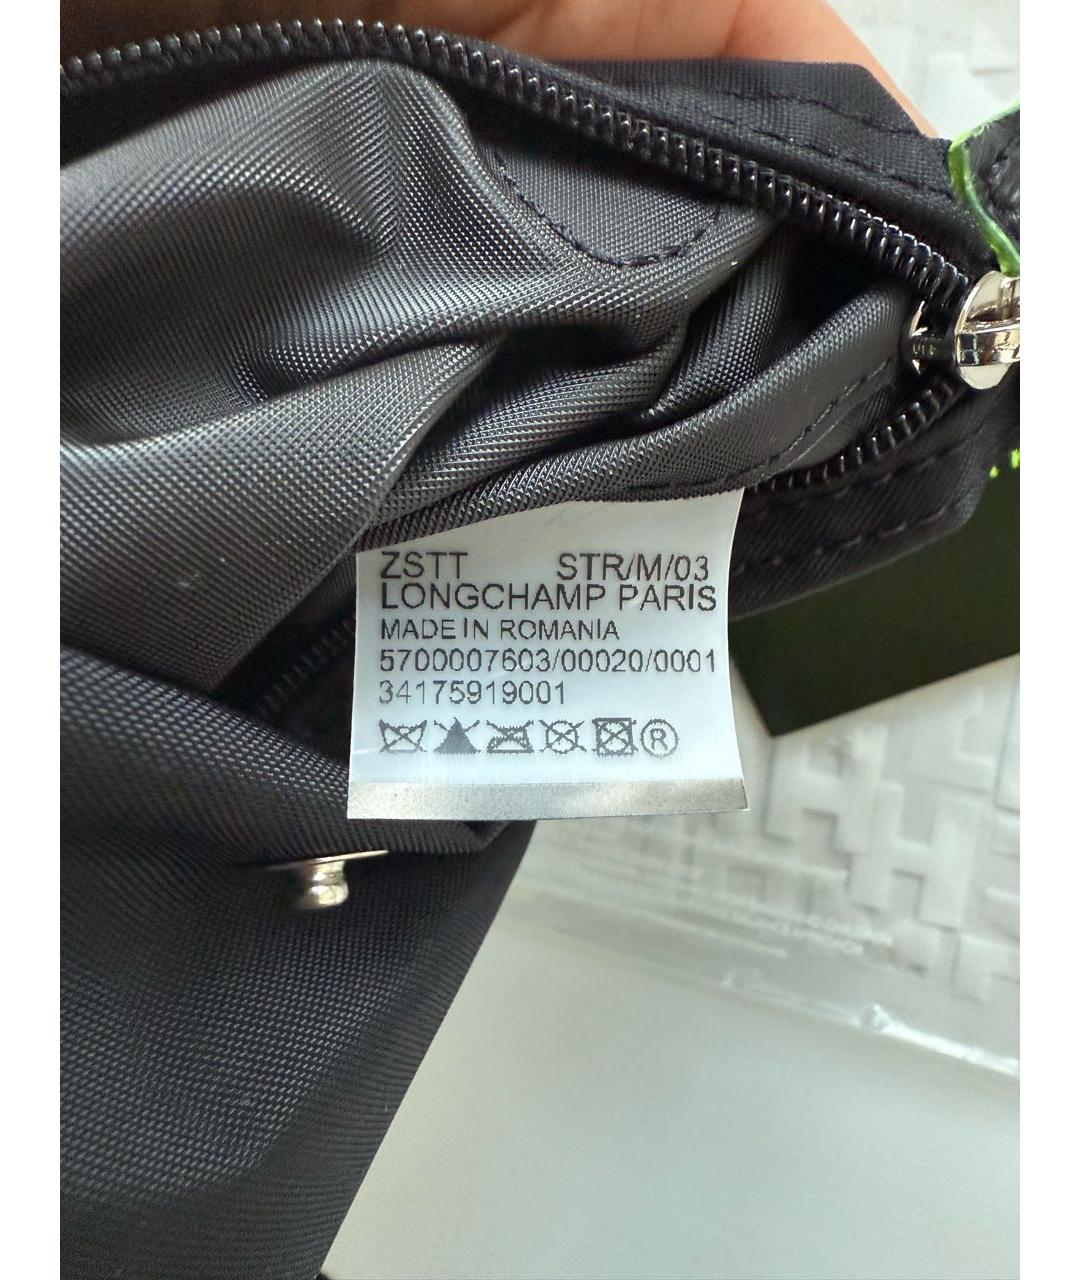 ZSTT STR/M/03
LONGCHAMP PARIS
MADE IN ROMANIA
5700007603/00020/0001
34175919001
®